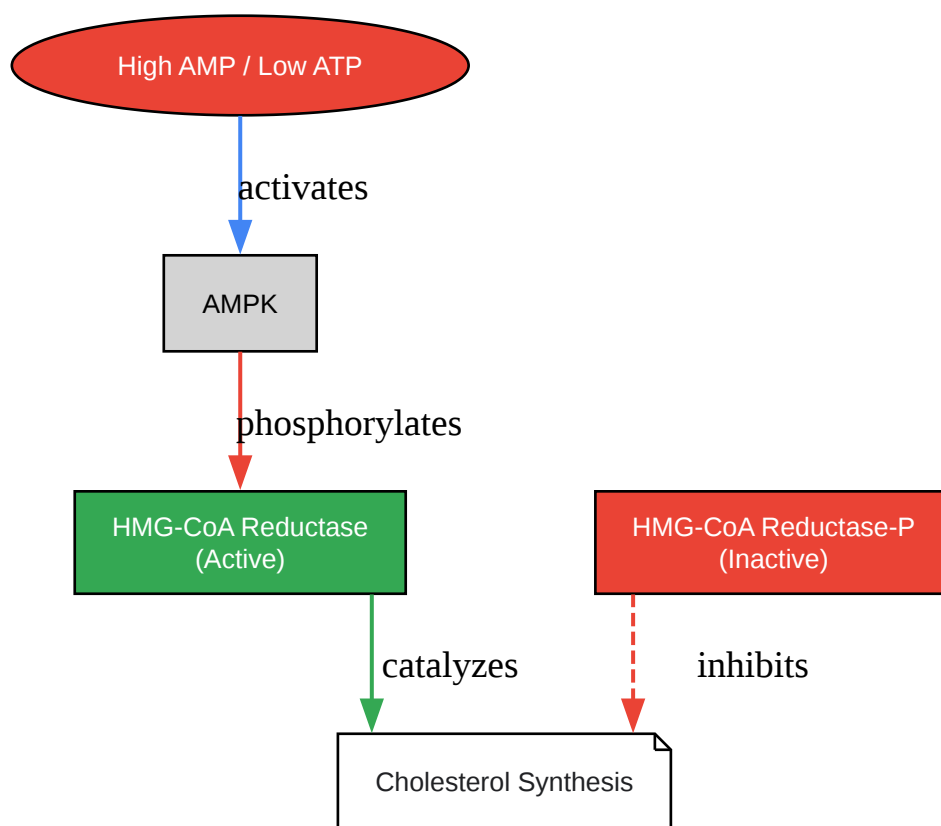 High AMP / Low ATP
activates
AMPK
phosphorylates
HMG-CoA Reductase
(Active)
HMG-CoA Reductase-P
(Inactive)
catalyzes
inhibits
Cholesterol Synthesis